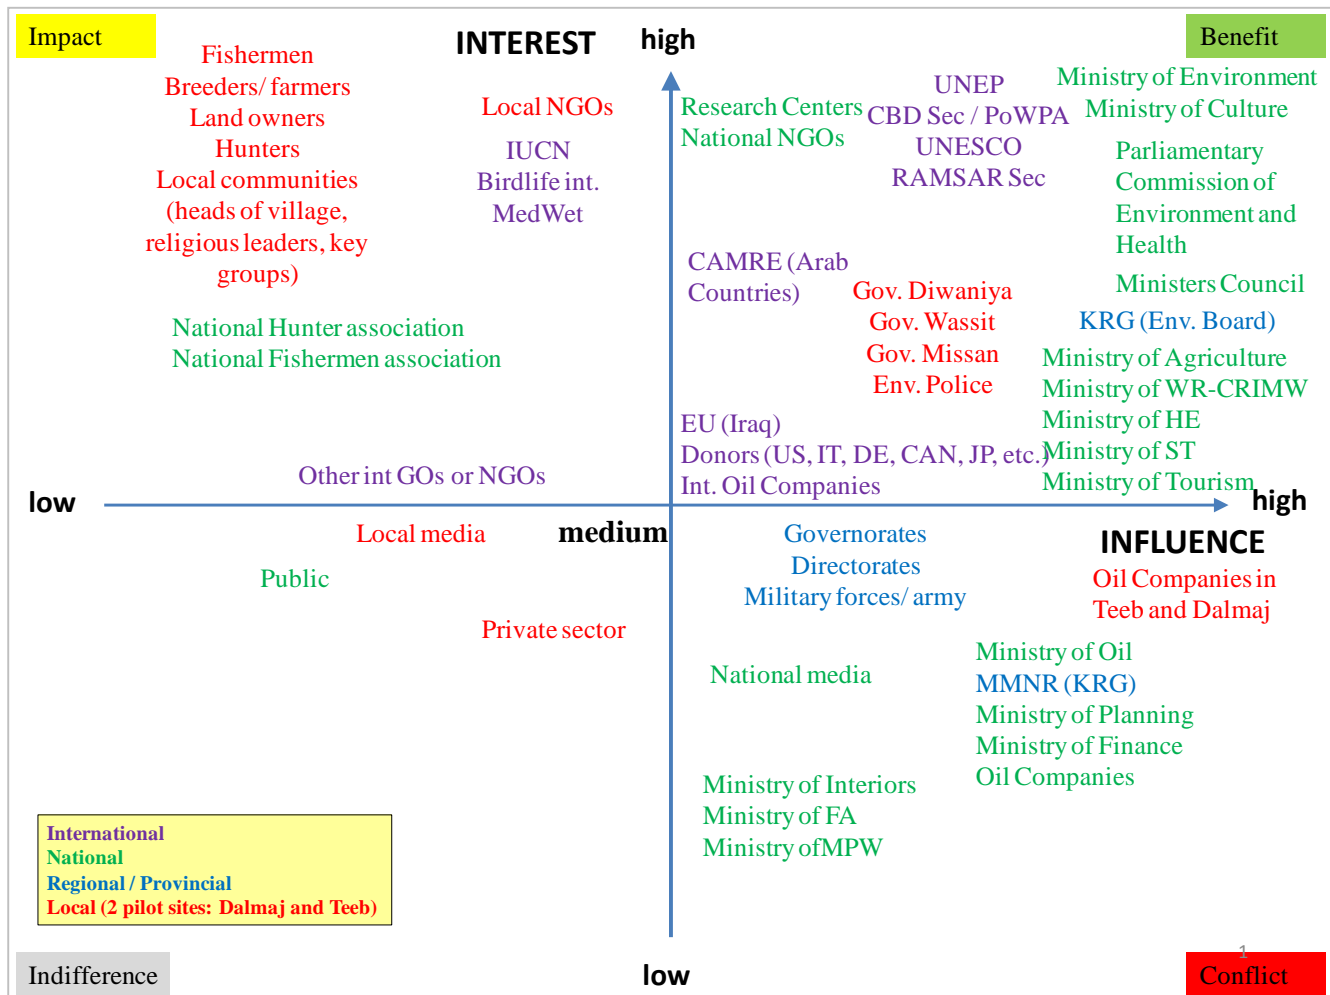 Impact
INTEREST
high
Benefit
Fishermen
Breeders/ farmers
Land owners
Hunters
Local communities
(heads of village,
religious leaders, key
groups)
Local NGOs
IUCN
Birdlife int.
MedWet
National Hunter association
National Fishermen association
Other int GOs or NGOs
Research Centers
National NGOs
UNEP
CBD Sec / PoWPA
UNESCO
RAMSAR Sec
Ministry of Environment
Ministry of Culture
Parliamentary
Commission of
Environment and
Health
Ministers Council
CAMRE (Arab
Countries)
Gov. Diwaniya
Gov. Wassit
Gov. Missan
Env. Police
KRG (Env. Board)
Ministry of Agriculture
Ministry of WR-CRIMW
Ministry of HE
Ministry of ST
Ministry of Tourism
EU (Iraq)
Donors (US, IT, DE, CAN, JP, etc.)
Int. Oil Companies
low
medium
high
INFLUENCE
Local media
Public
Private sector
Governorates
Directorates
Military forces/ army
Oil Companies in
Teeb and Dalmaj
National media
Ministry of Oil
MMNR (KRG)
Ministry of Planning
Ministry of Finance
Oil Companies
Ministry of Interiors
Ministry of FA
Ministry ofMPW
International
National
Regional / Provincial
Local (2 pilot sites: Dalmaj and Teeb)
1
Indifference
low
Conflict